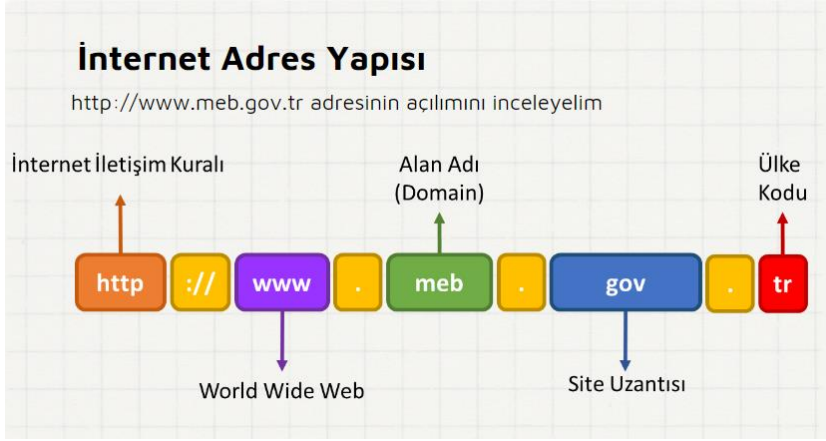 İnternet Adres Yapısı
http://www.meb.gov.tr adresinin açılımını inceleyelim
İnternet İletişim Kuralı
Alan Adı
(Domain)
Ülke
Kodu
http :// www . meb . gov . tr
World Wide Web
Site Uzantısı